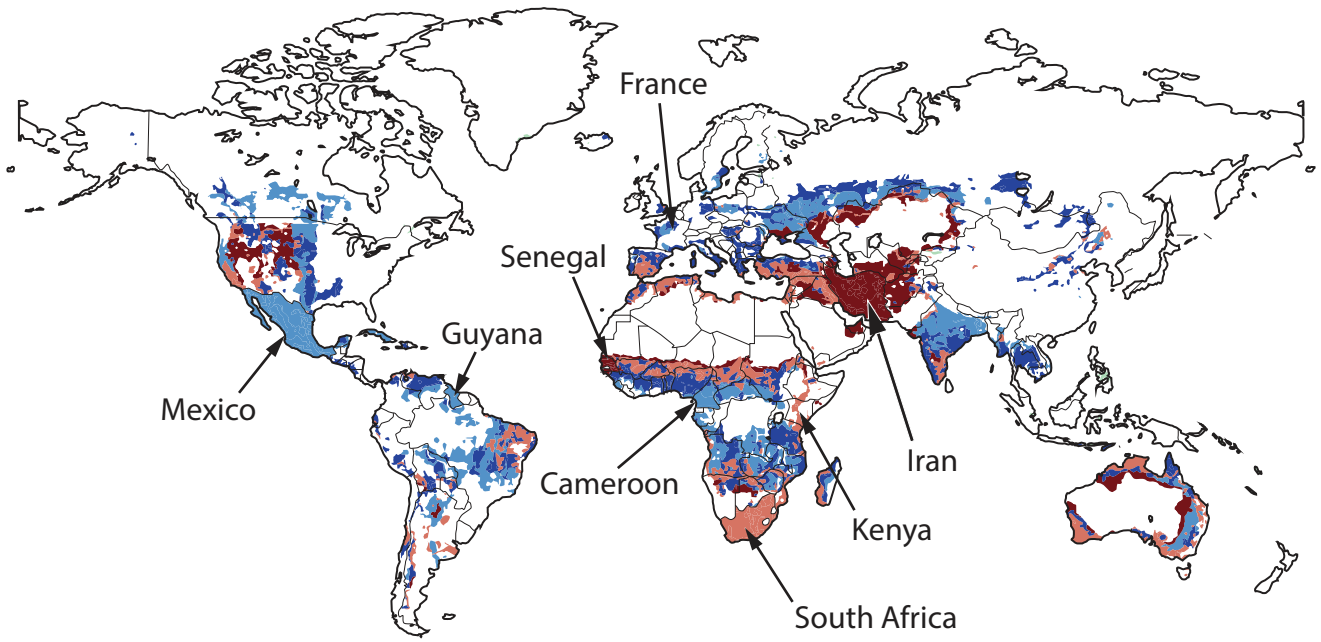 France
Senegal
Guyana
Mexico
Iran
Cameroon
Kenya
South Africa